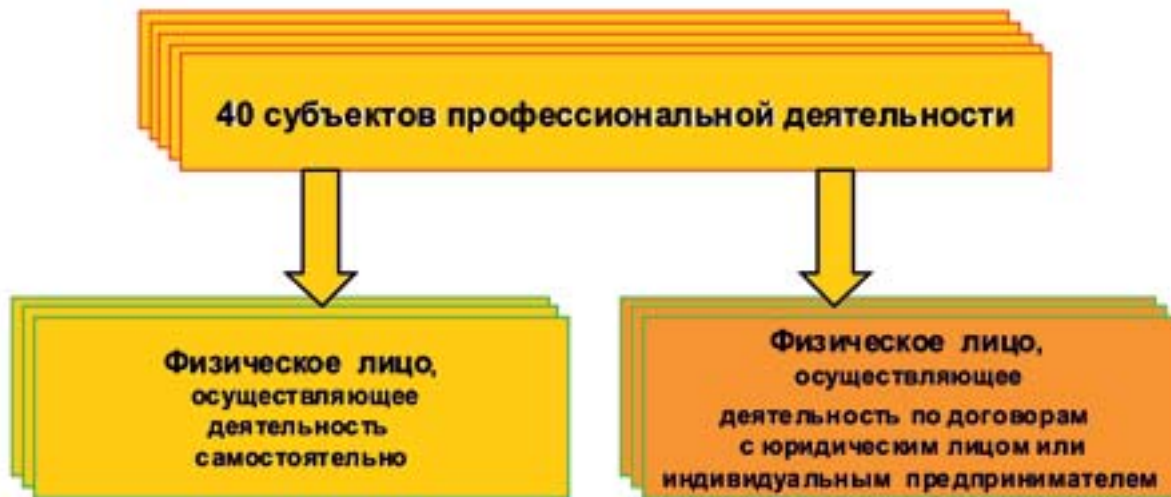 40 субъектов профессиональной деятельности
Физическое лицо,
осуществляющее
деятельность
самостоятельно
Физическое лицо,
осуществляющее
деятельность по договорам
с юридическим лицом или
индивидуальным предпринимателем